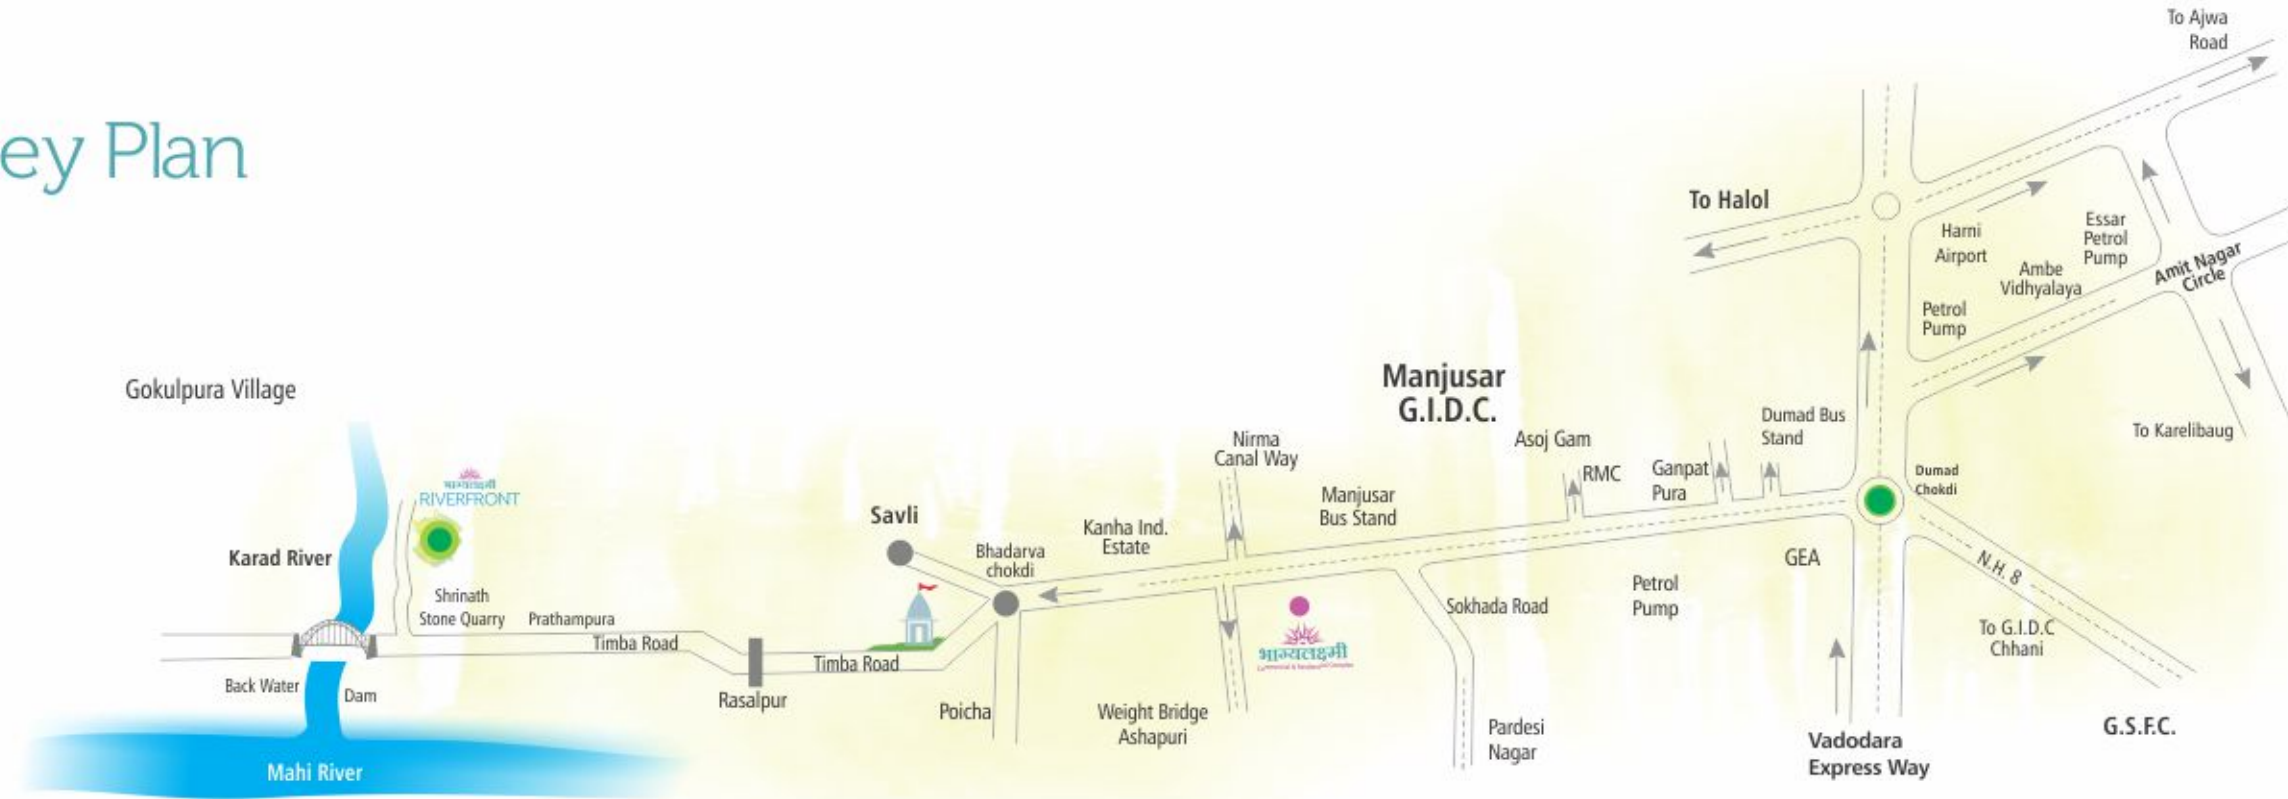 To Ajwa
Road
ey Plan
To Halol
Harni
Airport
Essar
Petrol
Pump
Ambe
Vidhyalaya
Amit Nagar
Circle
Petrol
Pump
Manjusar
G.I.D.C.
Gokulpura Village
Dumad Bus
Stand
To Karelibaug
Nirma
Canal Way
Asoj Gam
RMC
Ganpat
Pura
Dumad
Chokdi
भाग्यलक्ष्मी
RIVERFRONT
Manjusar
Bus Stand
Savli
Kanha Ind.
Estate
Bhadarva
chokdi
Karad River
GEA
N.H. 8
Shrinath
Stone Quarry
Prathampura
Timba Road
Timba Road
Sokhada Road
Petrol
Pump
To G.I.D.C
Chhani
भाग्यलक्ष्मी
Back Water
Dam
Rasalpur
Poicha
Weight Bridge
Ashapuri
Pardesi
Nagar
Vadodara
Express Way
G.S.F.C.
Mahi River